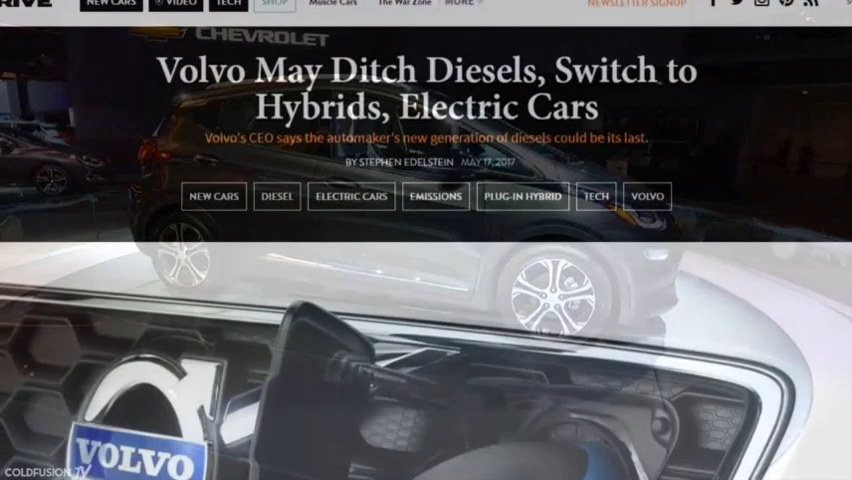 RIVE NEW CARS VIDEO TECH SHOP Muscle Cars The War Zone MORE NEWSLETTER SIGNUP
CHEVROLET
Volvo May Ditch Diesels, Switch to
Hybrids, Electric Cars
Volvo's CEO says the automaker's new generation of diesels could be its last.
BY STEPHEN EDELSTEIN MAY 17, 2017
NEW CARS DIESEL ELECTRIC CARS EMISSIONS PLUG-IN HYBRID TECH VOLVO
VOLVO
COLDFUSION TV